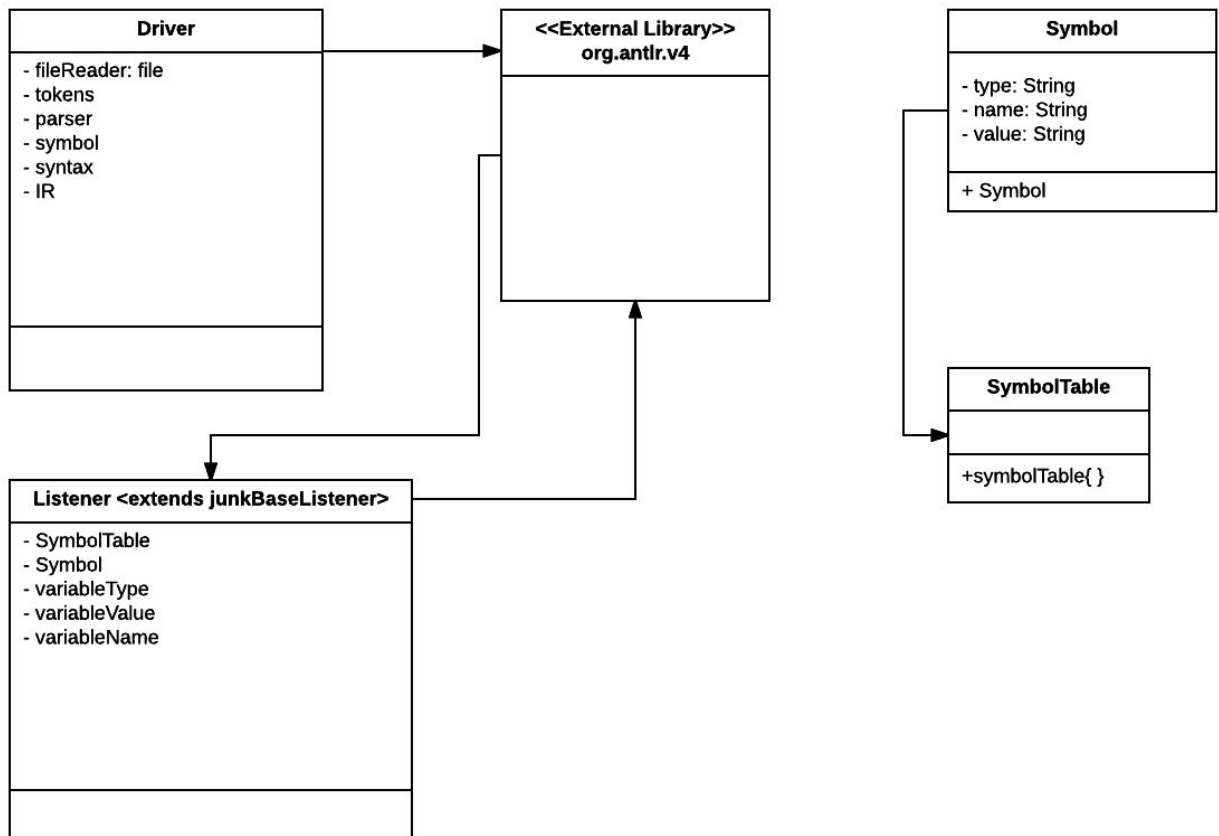 Driver
- fileReader: file
- tokens
- parser
- symbol
- syntax
- IR
<<External Library>>
org.antlr.v4
Symbol
- type: String
- name: String
- value: String
+ Symbol
SymbolTable
+symbolTable{ }
Listener <extends junkBaseListener>
- SymbolTable
- Symbol
- variableType
- variableValue
- variableName